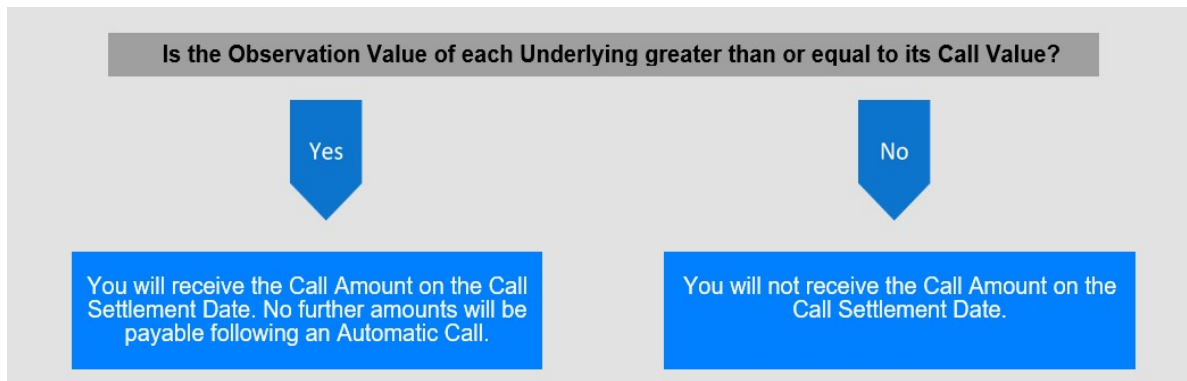 Is the Observation Value of each Underlying greater than or equal to its Call Value?
Yes
No
You will receive the Call Amount on the Call
Settlement Date. No further amounts will be
payable following an Automatic Call.
You will not receive the Call Amount on the
Call Settlement Date.